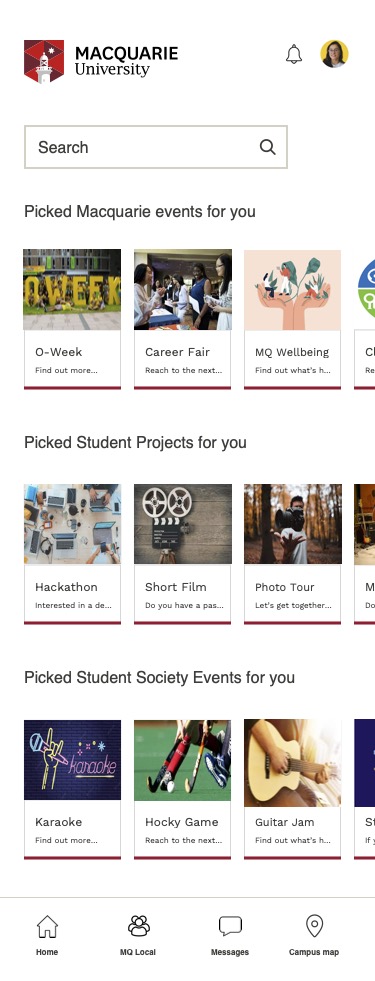 MACQUARIE
University
Search
Picked Macquarie events for you
OWEEK
O-Week
Find out more...
Career Fair
Reach to the next...
MQ Wellbeing
Find out what's h...
Picked Student Projects for you
Hackathon
Interested in a de...
Short Film
Do you have a pas...
Photo Tour
Let's get together...
M
Do
Picked Student Society Events for you
karaoke
Karaoke
Find out more...
Hocky Game
Reach to the next...
Guitar Jam
Find out what's h...
St
If y
Home
MQ Local
Messages
Campus map